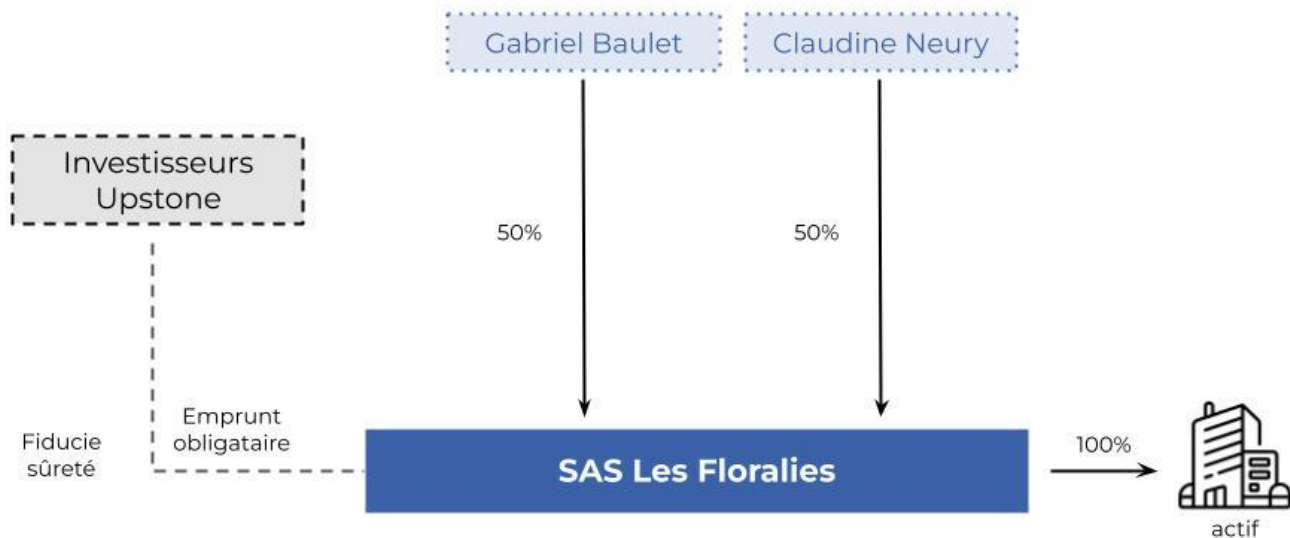 Gabriel Baulet
Claudine Neury
Investisseurs
Upstone
50%
50%
Emprunt
obligataire
Fiducie
sûreté
SAS Les Floralies
100%
actif